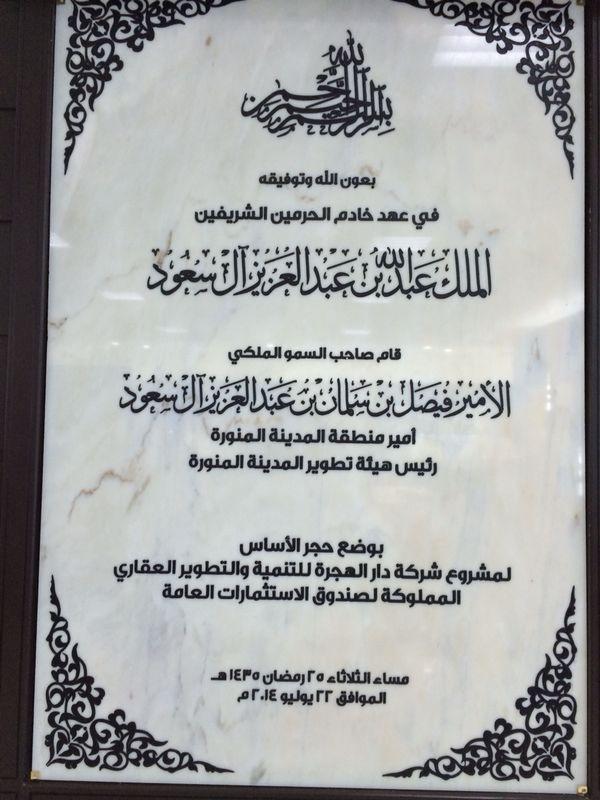 بسم الله الرحمن الرحيم
بعون الله وتوفيقه
في عهد خادم الحرمين الشريفين
الملك عبدالله بن عبدالعزيز آل سعود
قام صاحب السمو الملكي
الأمير فيصل بن سلمان بن عبدالعزيز آل سعود
أمير منطقة المدينة المنورة
رئيس هيئة تطوير المدينة المنورة
بوضع حجر الأساس
لمشروع شركة دار الهجرة للتنمية والتطوير العقاري
المملوكة لصندوق الاستثمارات العامة
مساء الثلاثاء ٢٥ رمضان ١٤٣٥ هـ
الموافق ٢٢ يوليو ٢٠١٤ م